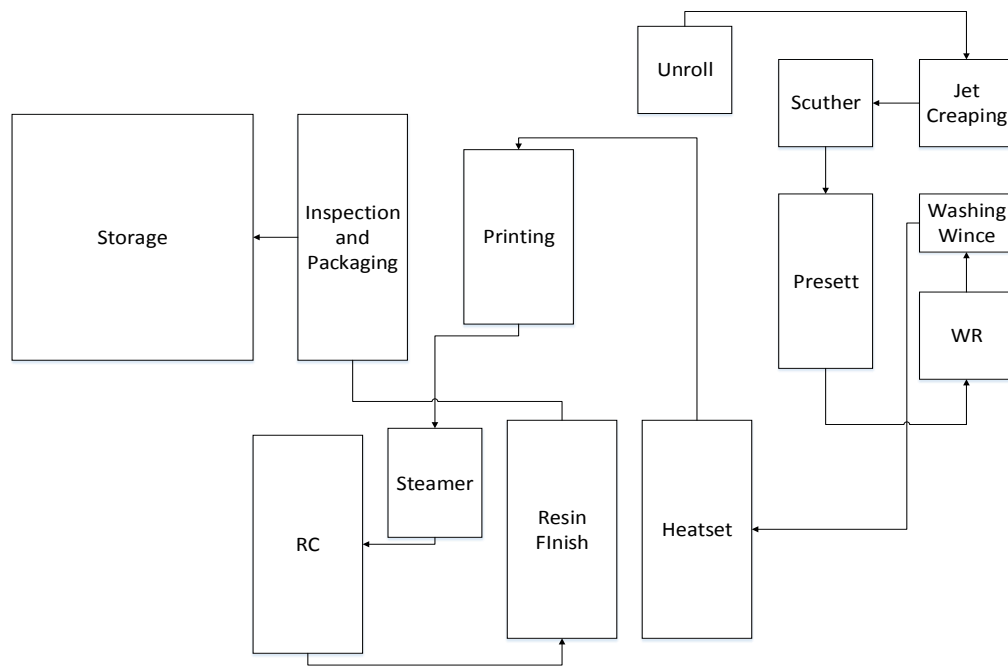 Unroll
Scuther
Jet
Creaping
Storage
Inspection
and
Packaging
Printing
Presett
Washing
Wince
WR
Steamer
RC
Resin
FInish
Heatset